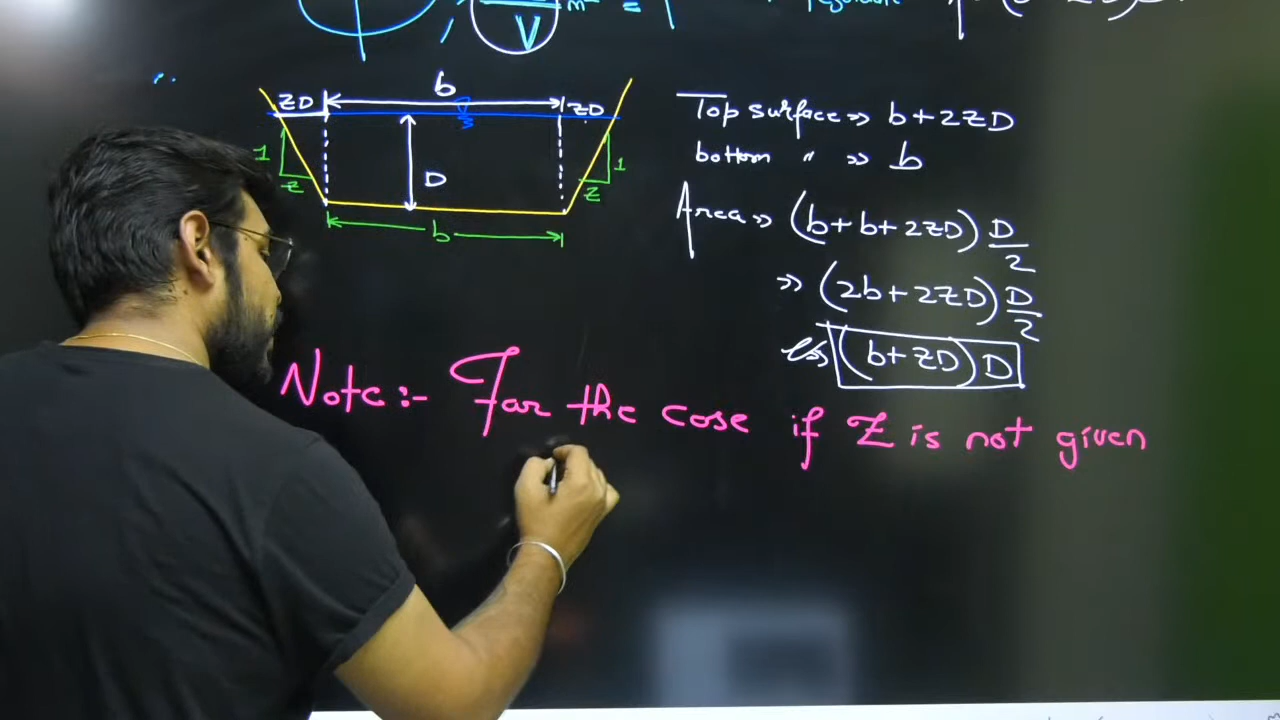 V m² =
b
ZD ZD
1 D 1
z z
b
Top surface » b+2ZD
bottom " » b
Area » (b+b+2ZD) D/2
» (2b+2ZD) D/2
(b+ZD) D
Note:- For the case if Z is not given